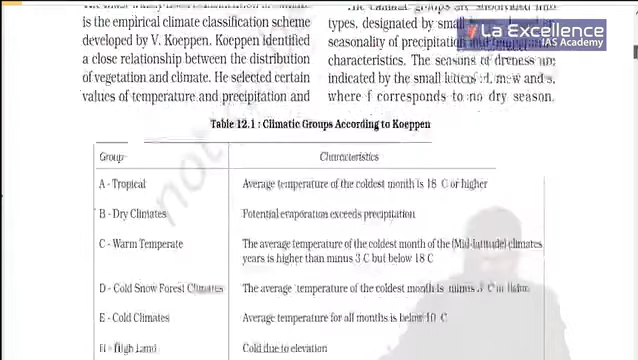 is the empirical climate classification scheme
developed by V. Koeppen. Koeppen identified
a close relationship between the distribution
of vegetation and climate. He selected certain
values of temperature and precipitation and
types, designated by small
seasonality of precipitation and
characteristics. The seasons of
indicated by the small letters
where f corresponds to no dry season.
La Excellence
IAS Academy
Table 12.1 : Climatic Groups According to Koeppen
Group Characteristics
A - Tropical Average temperature of the coldest month is 18 C or higher
B - Dry Climates Potential evaporation exceeds precipitation
C - Warm Temperate The average temperature of the coldest month of the (Mid-latitude) climates
years is higher than minus 3 C but below 18 C
D - Cold Snow Forest Climates The average temperature of the coldest month is minus
E - Cold Climates Average temperature for all months is below 10 C
H - High Land Cold due to elevation
not